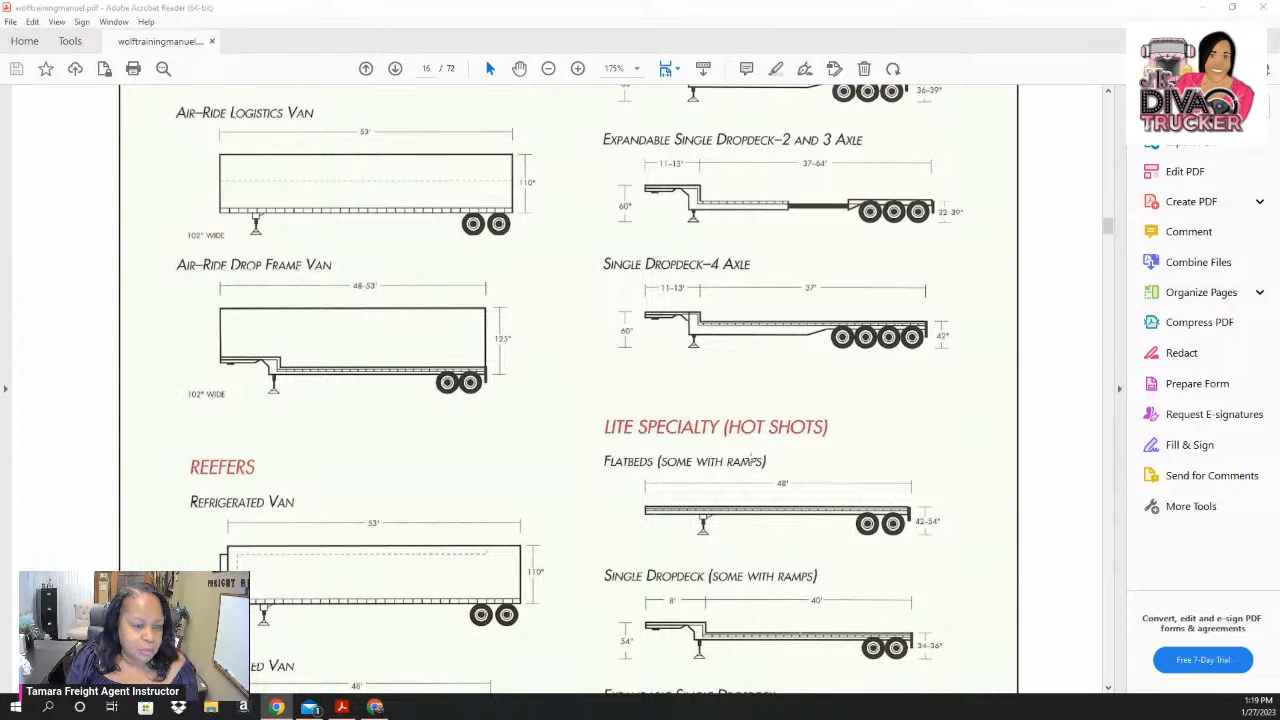 wolftrainingmanuel.pdf - Adobe Acrobat Reader (64-bit)
File Edit View Sign Window Help
Home Tools wolftrainingmanuel.... ×
16 / 175%
DIVA
TRUCKER
AIR-RIDE LOGISTICS VAN
53'
110"
102" WIDE
AIR-RIDE DROP FRAME VAN
48-53'
125"
102" WIDE
REEFERS
REFRIGERATED VAN
53'
110"
FREIGHT
ED VAN
48'
36-39"
EXPANDABLE SINGLE DROPDECK-2 AND 3 AXLE
11-13' 37-64'
60" 32-39"
SINGLE DROPDECK-4 AXLE
11-13' 37'
60" 42"
LITE SPECIALTY (HOT SHOTS)
FLATBEDS (SOME WITH RAMPS)
48'
42-54"
SINGLE DROPDECK (SOME WITH RAMPS)
8' 40'
54" 34-36"
EXPANDABLE SINGLE DROPDECK
Edit PDF
Create PDF
Comment
Combine Files
Organize Pages
Compress PDF
Redact
Prepare Form
Request E-signatures
Fill & Sign
Send for Comments
More Tools
Convert, edit and e-sign PDF
forms & agreements
Free 7-Day Trial
Tamara Freight Agent Instructor
1:19 PM
1/27/2023